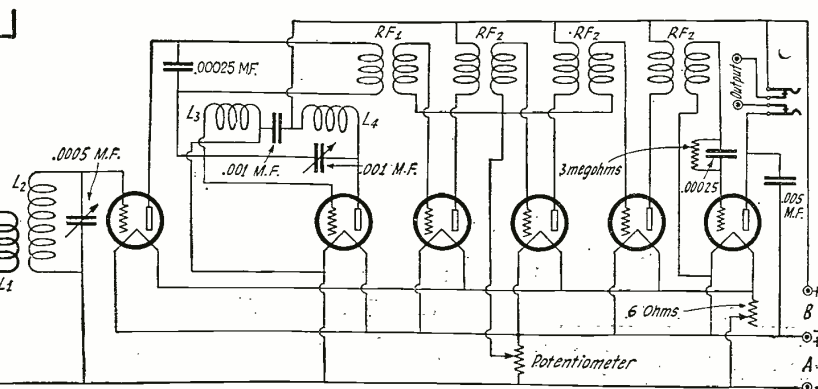 RF1
RF2
RF2
RF2
.00025 MF.
Output
L3
L4
.0005 M.F.
.001 M.F.
.001 M.F.
3 megohms
.00025
.005
M.F.
L2
L1
+
B
6 Ohms
Potentiometer
A